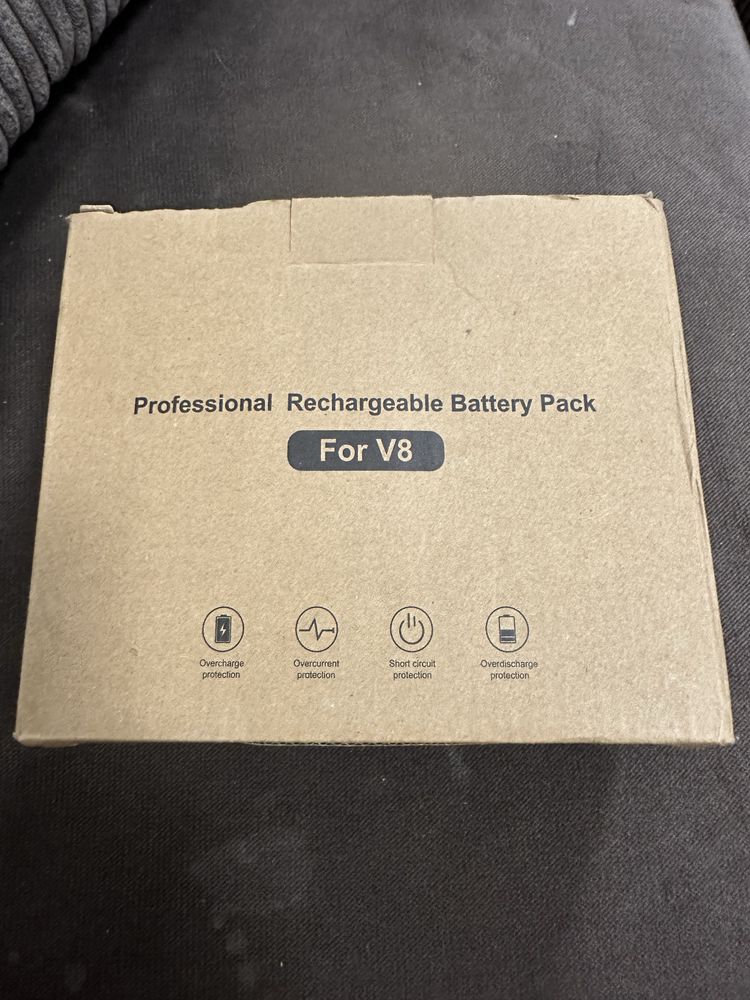 Professional Rechargeable Battery Pack
For V8
Overcharge
protection
Overcurrent
protection
Short circuit
protection
Overdischarge
protection